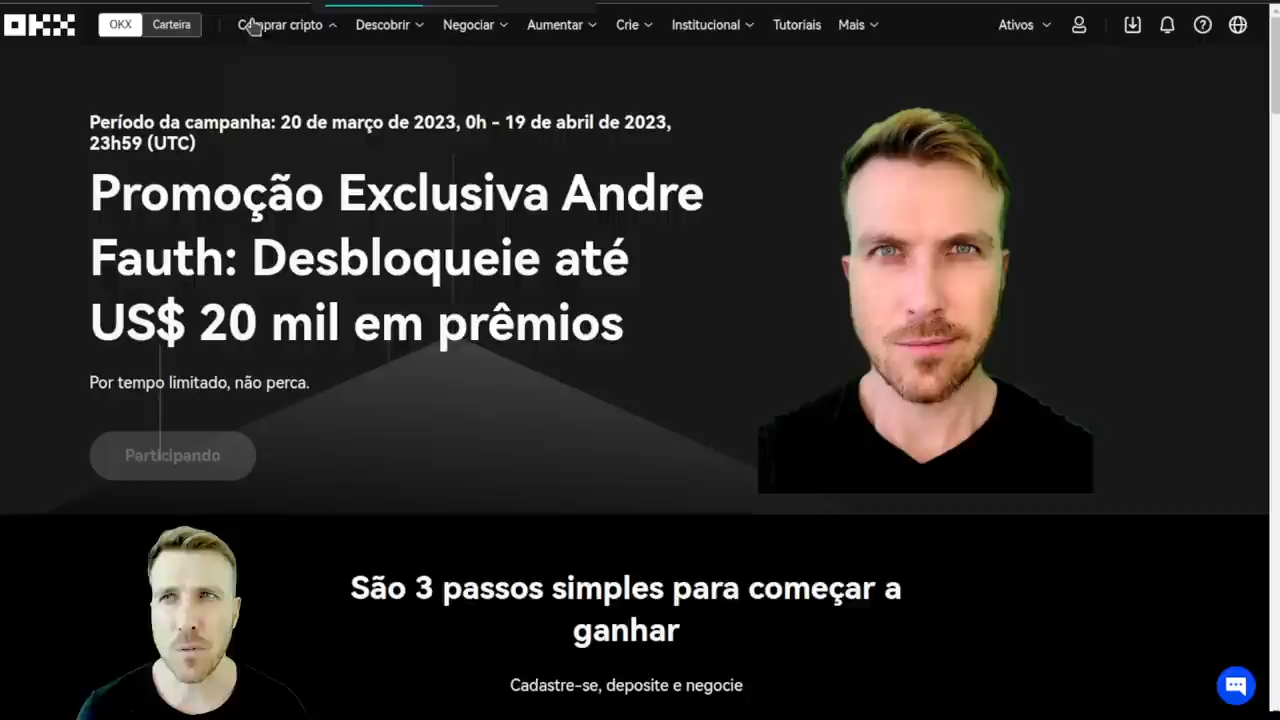 OKX
OKX Carteira Comprar cripto Descobrir Negociar Aumentar Crie Institucional Tutoriais Mais Ativos
Período da campanha: 20 de março de 2023, 0h - 19 de abril de 2023,
23h59 (UTC)
Promoção Exclusiva Andre
Fauth: Desbloqueie até
US$ 20 mil em prêmios
Por tempo limitado, não perca.
Participando
São 3 passos simples para começar a
ganhar
Cadastre-se, deposite e negocie